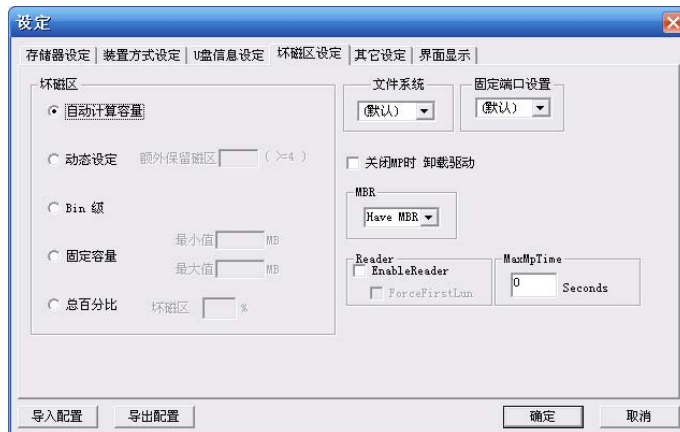 设定
存储器设定 装置方式设定 U盘信息设定 坏磁区设定 其它设定 界面显示
坏磁区
自动计算容量
动态设定 额外保留磁区 ( >=4 )
Bin 级
固定容量 最小值 MB
最大值 MB
总百分比 坏磁区 %
文件系统
(默认)
固定端口设置
(默认)
关闭MP时 卸载驱动
MBR
Have MBR
Reader
EnableReader
ForceFirstLun
MaxMpTime
0 Seconds
导入配置 导出配置 确定 取消